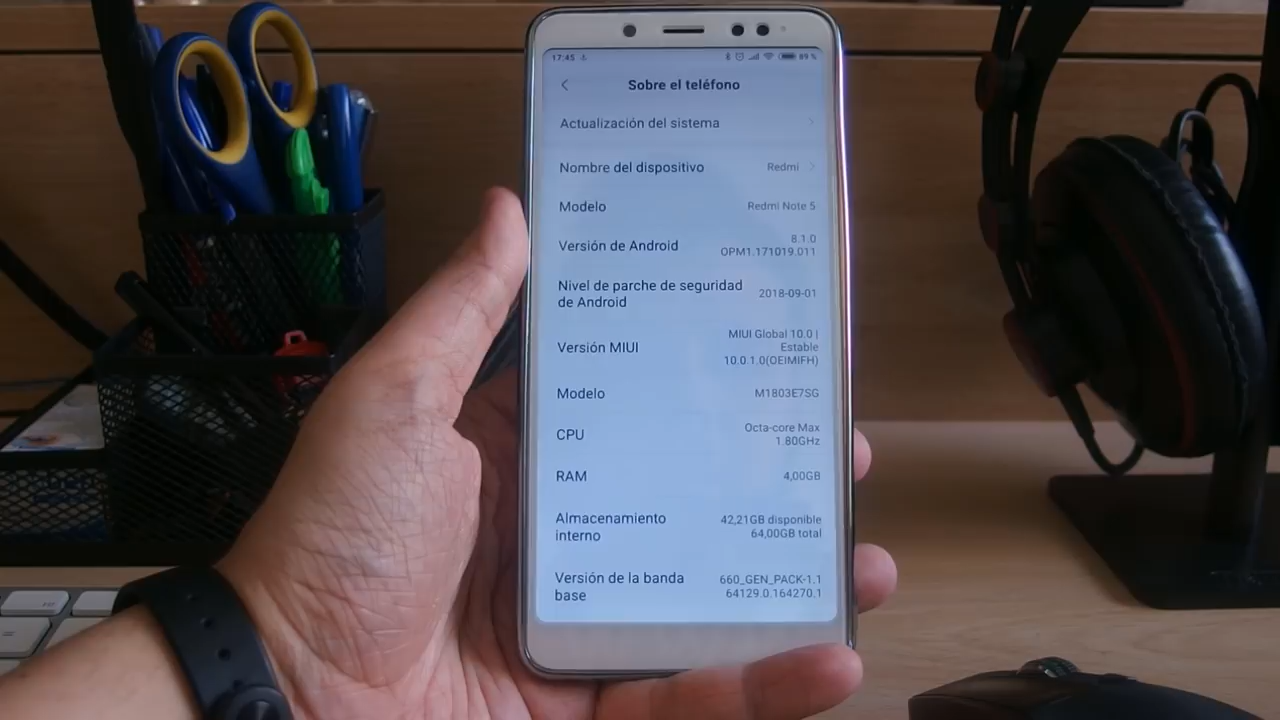 17:45
89 %
Sobre el teléfono
Actualización del sistema
Nombre del dispositivo
Redmi
Modelo
Redmi Note 5
Versión de Android
8.1.0
OPM1.171019.011
Nivel de parche de seguridad
de Android
2018-09-01
Versión MIUI
MIUI Global 10.0 |
Estable
10.0.1.0(OEIMIFH)
Modelo
M1803E7SG
CPU
Octa-core Max
1.80GHz
RAM
4,00GB
Almacenamiento
interno
42,21GB disponible
64,00GB total
Versión de la banda
base
660_GEN_PACK-1.1
64129.0.164270.1